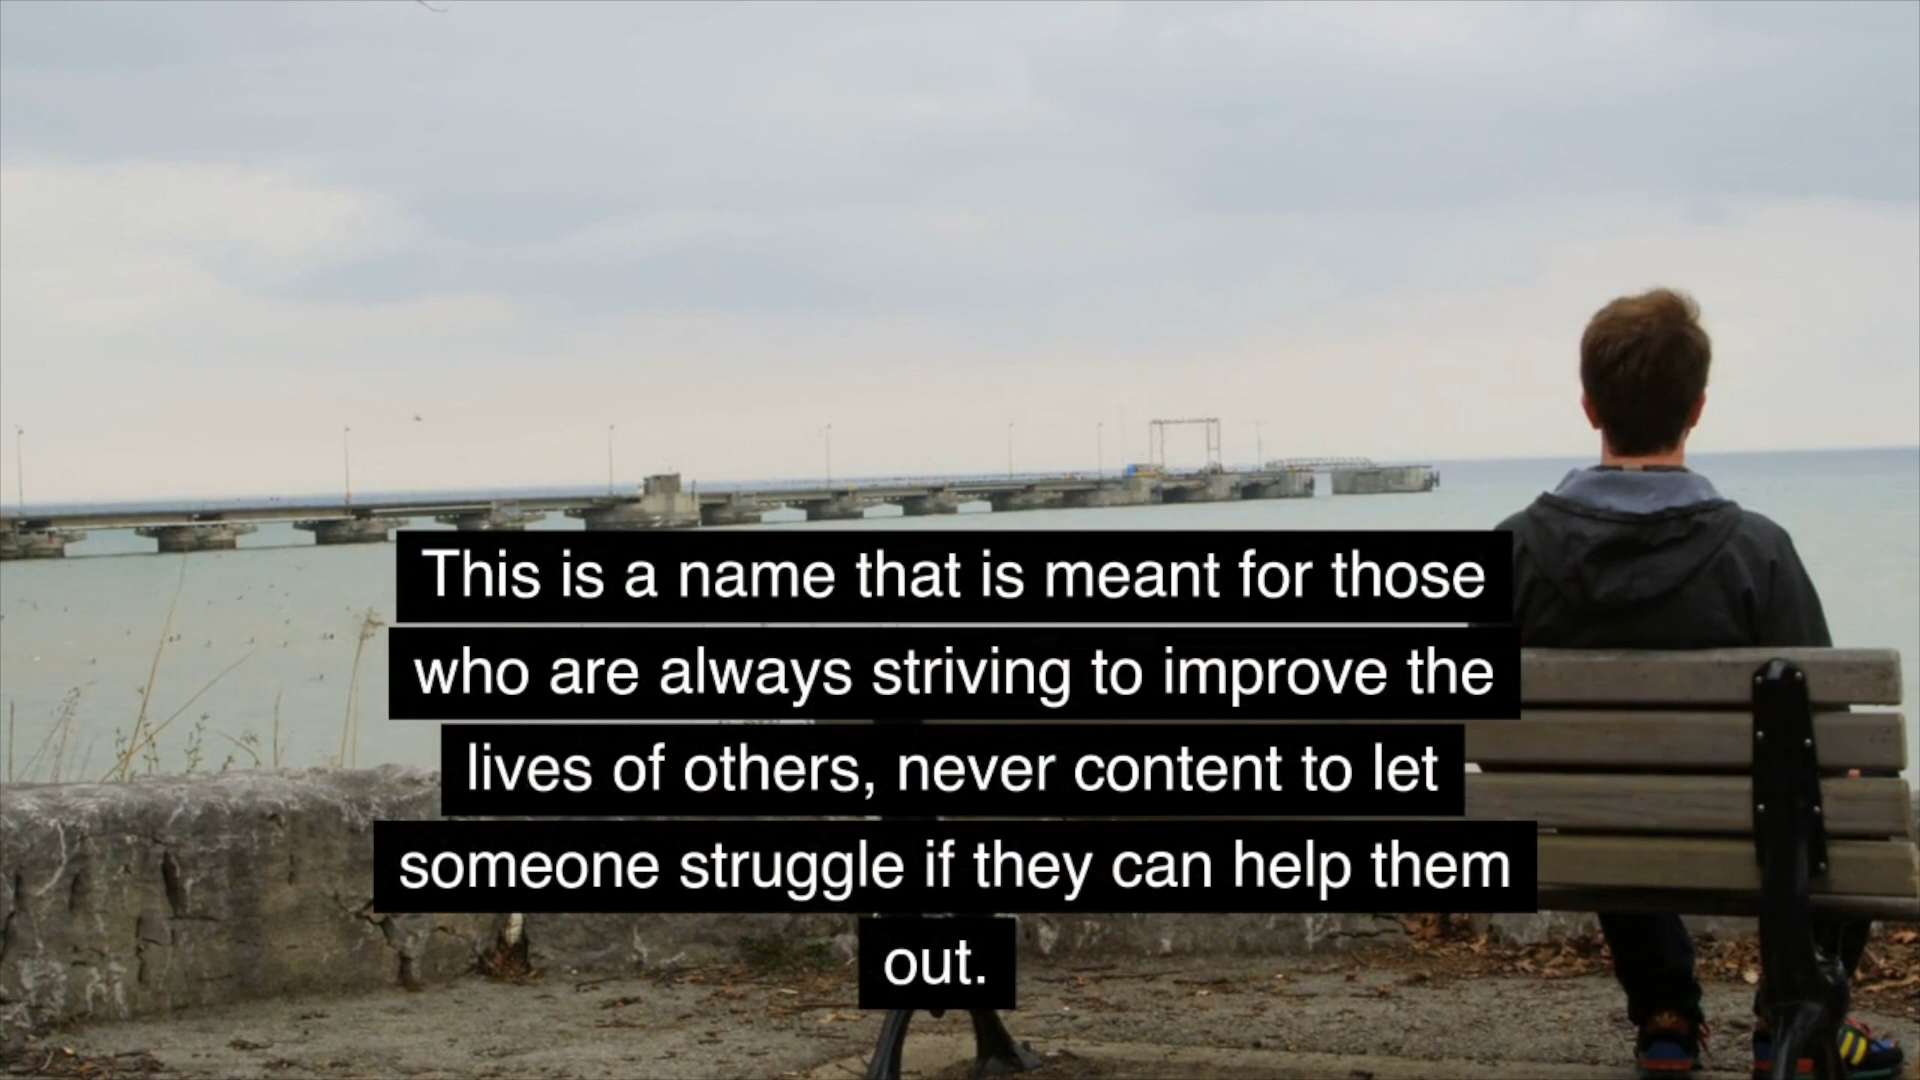 This is a name that is meant for those
who are always striving to improve the
lives of others, never content to let
someone struggle if they can help them
out.